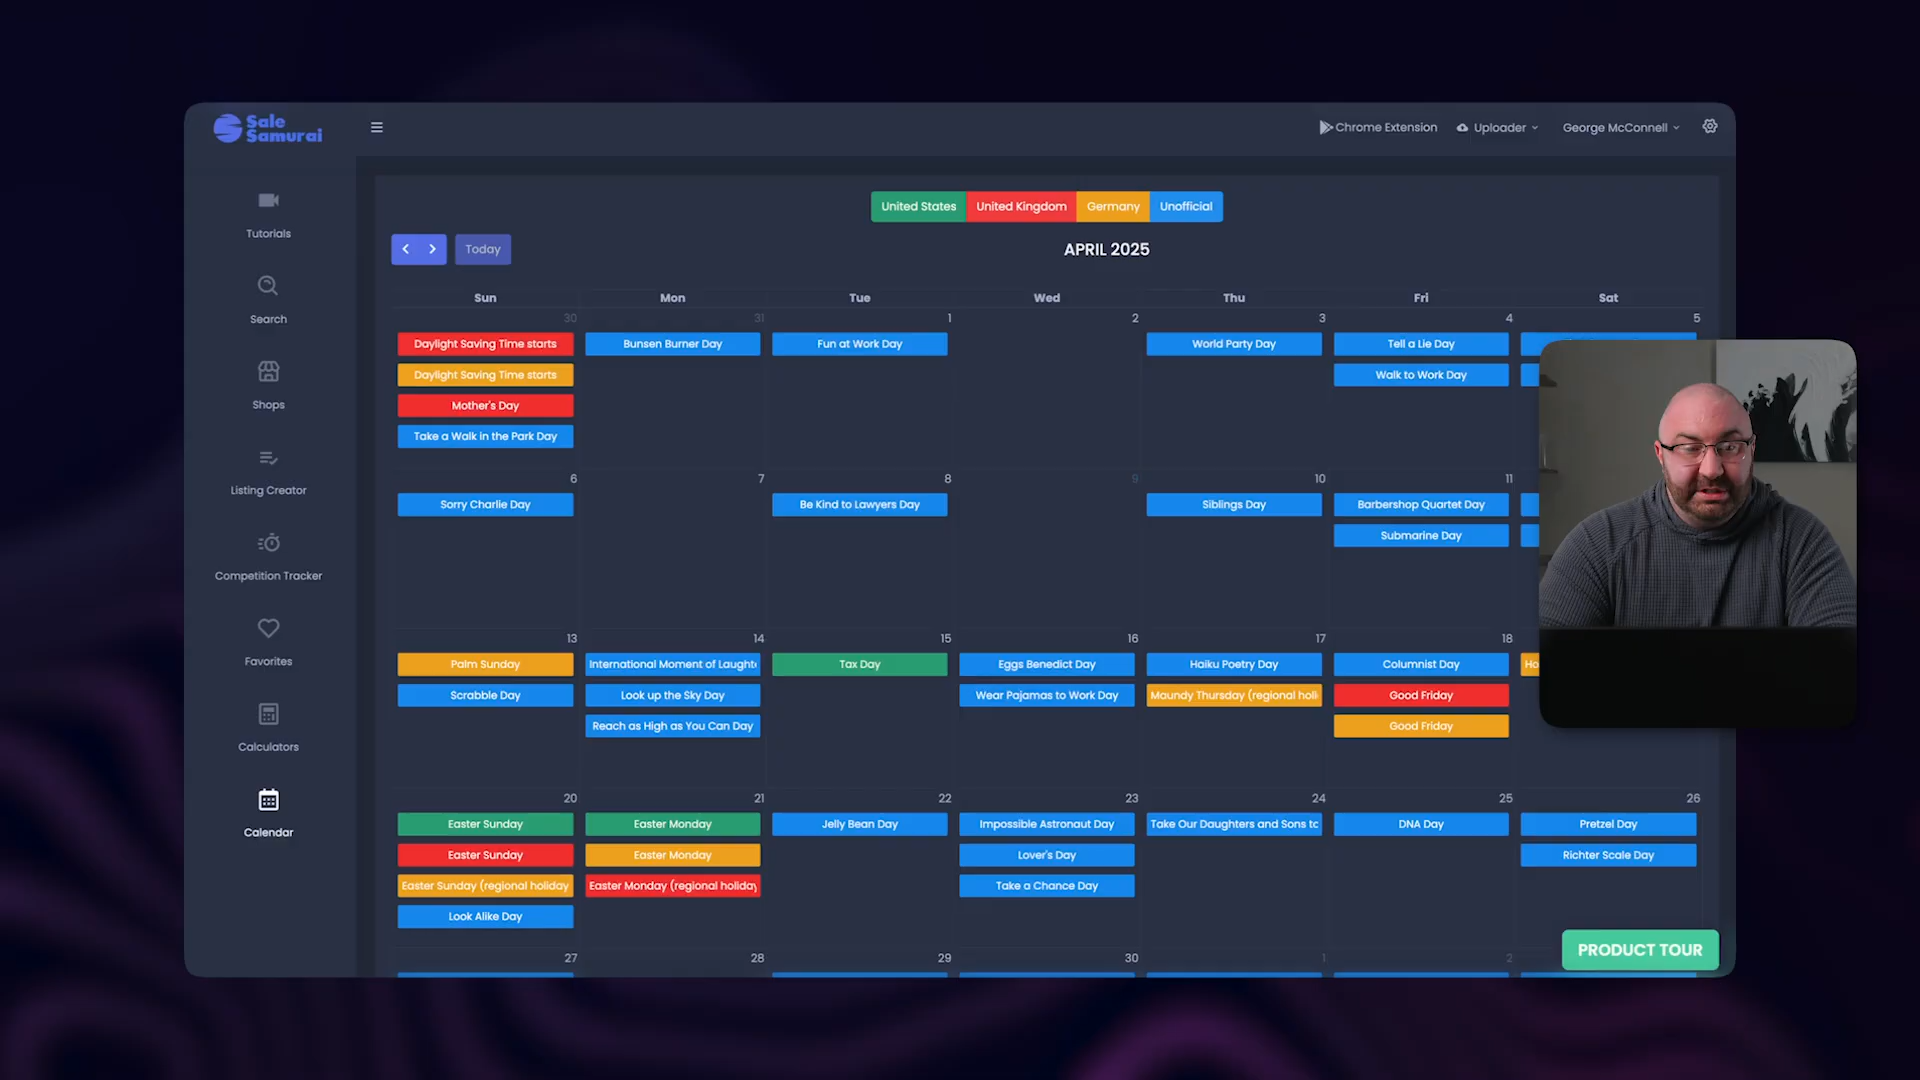 Sale
Samurai
Chrome Extension
Uploader
George McConnell
Tutorials
Search
Shops
Listing Creator
Competition Tracker
Favorites
Calculators
Calendar
United States
United Kingdom
Germany
Unofficial
Today
APRIL 2025
Sun
Mon
Tue
Wed
Thu
Fri
Sat
30
31
1
2
3
4
5
Daylight Saving Time starts
Daylight Saving Time starts
Mother's Day
Take a Walk in the Park Day
Bunsen Burner Day
Fun at Work Day
World Party Day
Tell a Lie Day
Walk to Work Day
6
7
8
9
10
11
Sorry Charlie Day
Be Kind to Lawyers Day
Siblings Day
Barbershop Quartet Day
Submarine Day
13
14
15
16
17
18
Palm Sunday
Scrabble Day
International Moment of Laught
Look up the Sky Day
Reach as High as You Can Day
Tax Day
Eggs Benedict Day
Wear Pajamas to Work Day
Haiku Poetry Day
Maundy Thursday (regional holi
Columnist Day
Good Friday
Good Friday
Ho
20
21
22
23
24
25
26
Easter Sunday
Easter Sunday
Easter Sunday (regional holiday
Look Alike Day
Easter Monday
Easter Monday
Easter Monday (regional holiday
Jelly Bean Day
Impossible Astronaut Day
Lover's Day
Take a Chance Day
Take Our Daughters and Sons to
DNA Day
Pretzel Day
Richter Scale Day
27
28
29
30
1
2
PRODUCT TOUR